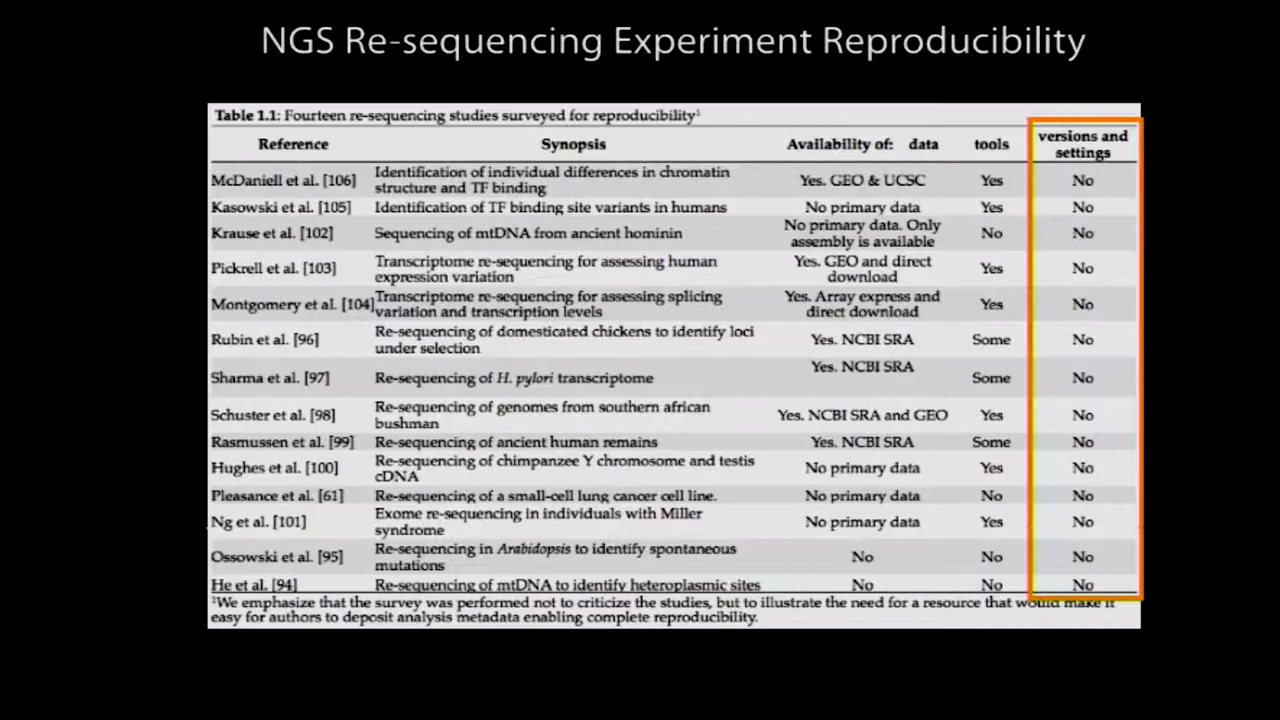 NGS Re-sequencing Experiment Reproducibility
Table 1.1: Fourteen re-sequencing studies surveyed for reproducibility¹
Reference Synopsis Availability of: data tools versions and settings
McDaniell et al. [106] Identification of individual differences in chromatin structure and TF binding Yes. GEO & UCSC Yes No
Kasowski et al. [105] Identification of TF binding site variants in humans No primary data Yes No
Krause et al. [102] Sequencing of mtDNA from ancient hominin No primary data. Only assembly is available No No
Pickrell et al. [103] Transcriptome re-sequencing for assessing human expression variation Yes. GEO and direct download Yes No
Montgomery et al. [104] Transcriptome re-sequencing for assessing splicing variation and transcription levels Yes. Array express and direct download Yes No
Rubin et al. [96] Re-sequencing of domesticated chickens to identify loci under selection Yes. NCBI SRA Some No
Sharma et al. [97] Re-sequencing of H. pylori transcriptome Yes. NCBI SRA Some No
Schuster et al. [98] Re-sequencing of genomes from southern african bushman Yes. NCBI SRA and GEO Yes No
Rasmussen et al. [99] Re-sequencing of ancient human remains Yes. NCBI SRA Some No
Hughes et al. [100] Re-sequencing of chimpanzee Y chromosome and testis cDNA No primary data Yes No
Pleasance et al. [61] Re-sequencing of a small-cell lung cancer cell line. No primary data No No
Ng et al. [101] Exome re-sequencing in individuals with Miller syndrome No primary data Yes No
Ossowski et al. [95] Re-sequencing in Arabidopsis to identify spontaneous mutations No No No
He et al. [94] Re-sequencing of mtDNA to identify heteroplasmic sites No No No
¹We emphasize that the survey was performed not to criticize the studies, but to illustrate the need for a resource that would make it
easy for authors to deposit analysis metadata enabling complete reproducibility.